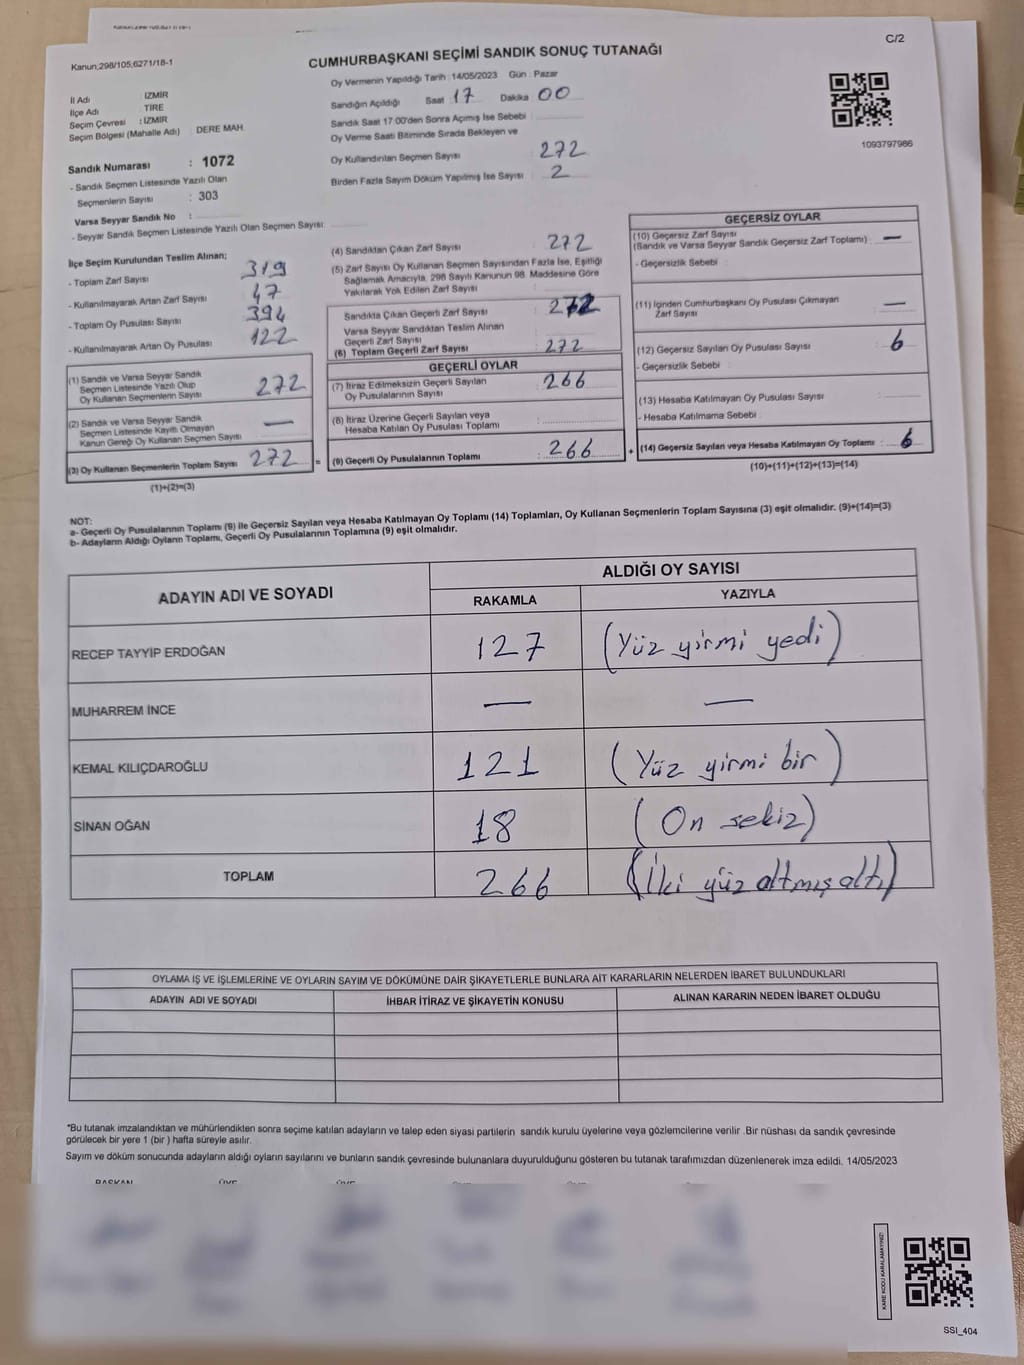 C/2
Kanun;298/105,6271/18-1
CUMHURBAŞKANI SEÇİMİ SANDIK SONUÇ TUTANAĞI
İl Adı : İZMİR
İlçe Adı : TİRE
Seçim Çevresi : İZMİR
Seçim Bölgesi (Mahalle Adı) : DERE MAH.
Sandık Numarası : 1072
- Sandık Seçmen Listesinde Yazılı Olan
Seçmenlerin Sayısı : 303
Varsa Seyyar Sandık No :
- Seyyar Sandık Seçmen Listesinde Yazılı Olan Seçmen Sayısı:
Oy Vermenin Yapıldığı Tarih : 14/05/2023 Gün : Pazar
Sandığın Açıldığı Saat 17 Dakika 00
Sandık Saat 17.00'den Sonra Açımış İse Sebebi :
Oy Verme Saati Bitiminde Sırada Bekleyen ve
Oy Kullandırılan Seçmen Sayısı : 272
Birden Fazla Sayım Döküm Yapılmış İse Sayısı : 2
1093797986
İlçe Seçim Kurulundan Teslim Alınan;
- Toplam Zarf Sayısı : 319
- Kullanılmayarak Artan Zarf Sayısı : 47
- Toplam Oy Pusulası Sayısı : 394
- Kullanılmayarak Artan Oy Pusulası : 122
(1) Sandık ve Varsa Seyyar Sandık
Seçmen Listesinde Yazılı Olup
Oy Kullanan Seçmenlerin Sayısı : 272
(2) Sandık ve Varsa Seyyar Sandık
Seçmen Listesinde Kayıtlı Olmayan
Kanun Gereği Oy Kullanan Seçmen Sayısı : —
(3) Oy Kullanan Seçmenlerin Toplam Sayısı : 272 =
(1)+(2)=(3)
(4) Sandıktan Çıkan Zarf Sayısı : 272
(5) Zarf Sayısı Oy Kullanan Seçmen Sayısından Fazla İse, Eşitliği
Sağlamak Amacıyla, 298 Sayılı Kanunun 98. Maddesine Göre
Yakılarak Yok Edilen Zarf Sayısı :
Sandıkta Çıkan Geçerli Zarf Sayısı : 272
Varsa Seyyar Sandıktan Teslim Alınan
Geçerli Zarf Sayısı :
(6) Toplam Geçerli Zarf Sayısı : 272
GEÇERLİ OYLAR
(7) İtiraz Edilmeksizin Geçerli Sayılan
Oy Pusulalarının Sayısı : 266
(8) İtiraz Üzerine Geçerli Sayılan veya
Hesaba Katılan Oy Pusulası Toplamı :
(9) Geçerli Oy Pusulalarının Toplamı : 266 +
GEÇERSİZ OYLAR
(10) Geçersiz Zarf Sayısı
(Sandık ve Varsa Seyyar Sandık Geçersiz Zarf Toplamı) : —
- Geçersizlik Sebebi :
(11) İçinden Cumhurbaşkanı Oy Pusulası Çıkmayan
Zarf Sayısı : —
(12) Geçersiz Sayılan Oy Pusulası Sayısı : 6
- Geçersizlik Sebebi :
(13) Hesaba Katılmayan Oy Pusulası Sayısı :
- Hesaba Katılmama Sebebi :
(14) Geçersiz Sayılan veya Hesaba Katılmayan Oy Toplamı : 6
(10)+(11)+(12)+(13)=(14)
NOT:
a- Geçerli Oy Pusulalarının Toplamı (9) ile Geçersiz Sayılan veya Hesaba Katılmayan Oy Toplamı (14) Toplamları, Oy Kullanan Seçmenlerin Toplam Sayısına (3) eşit olmalıdır. (9)+(14)=(3)
b- Adayların Aldığı Oyların Toplamı, Geçerli Oy Pusulalarının Toplamına (9) eşit olmalıdır.
ADAYIN ADI VE SOYADI ALDIĞI OY SAYISI
RAKAMLA YAZIYLA
RECEP TAYYİP ERDOĞAN 127 (Yüz yirmi yedi)
MUHARREM İNCE — —
KEMAL KILIÇDAROĞLU 121 (Yüz yirmi bir)
SİNAN OĞAN 18 (On sekiz)
TOPLAM 266 (İki yüz altmış altı)
OYLAMA İŞ VE İŞLEMLERİNE VE OYLARIN SAYIM VE DÖKÜMÜNE DAİR ŞİKAYETLERLE BUNLARA AİT KARARLARIN NELERDEN İBARET BULUNDUKLARI
ADAYIN ADI VE SOYADI İHBAR İTİRAZ VE ŞİKAYETİN KONUSU ALINAN KARARIN NEDEN İBARET OLDUĞU
*Bu tutanak imzalandıktan ve mühürlendikten sonra seçime katılan adayların ve talep eden siyasi partilerin sandık kurulu üyelerine veya gözlemcilerine verilir .Bir nüshası da sandık çevresinde
görülecek bir yere 1 (bir ) hafta süreyle asılır.
Sayım ve döküm sonucunda adayların aldığı oyların sayılarını ve bunların sandık çevresinde bulunanlara duyurulduğunu gösteren bu tutanak tarafımızdan düzenlenerek imza edildi. 14/05/2023
BAŞKAN ÜYE ÜYE
KARE KODU KARALAMAYINIZ!
SSI_404